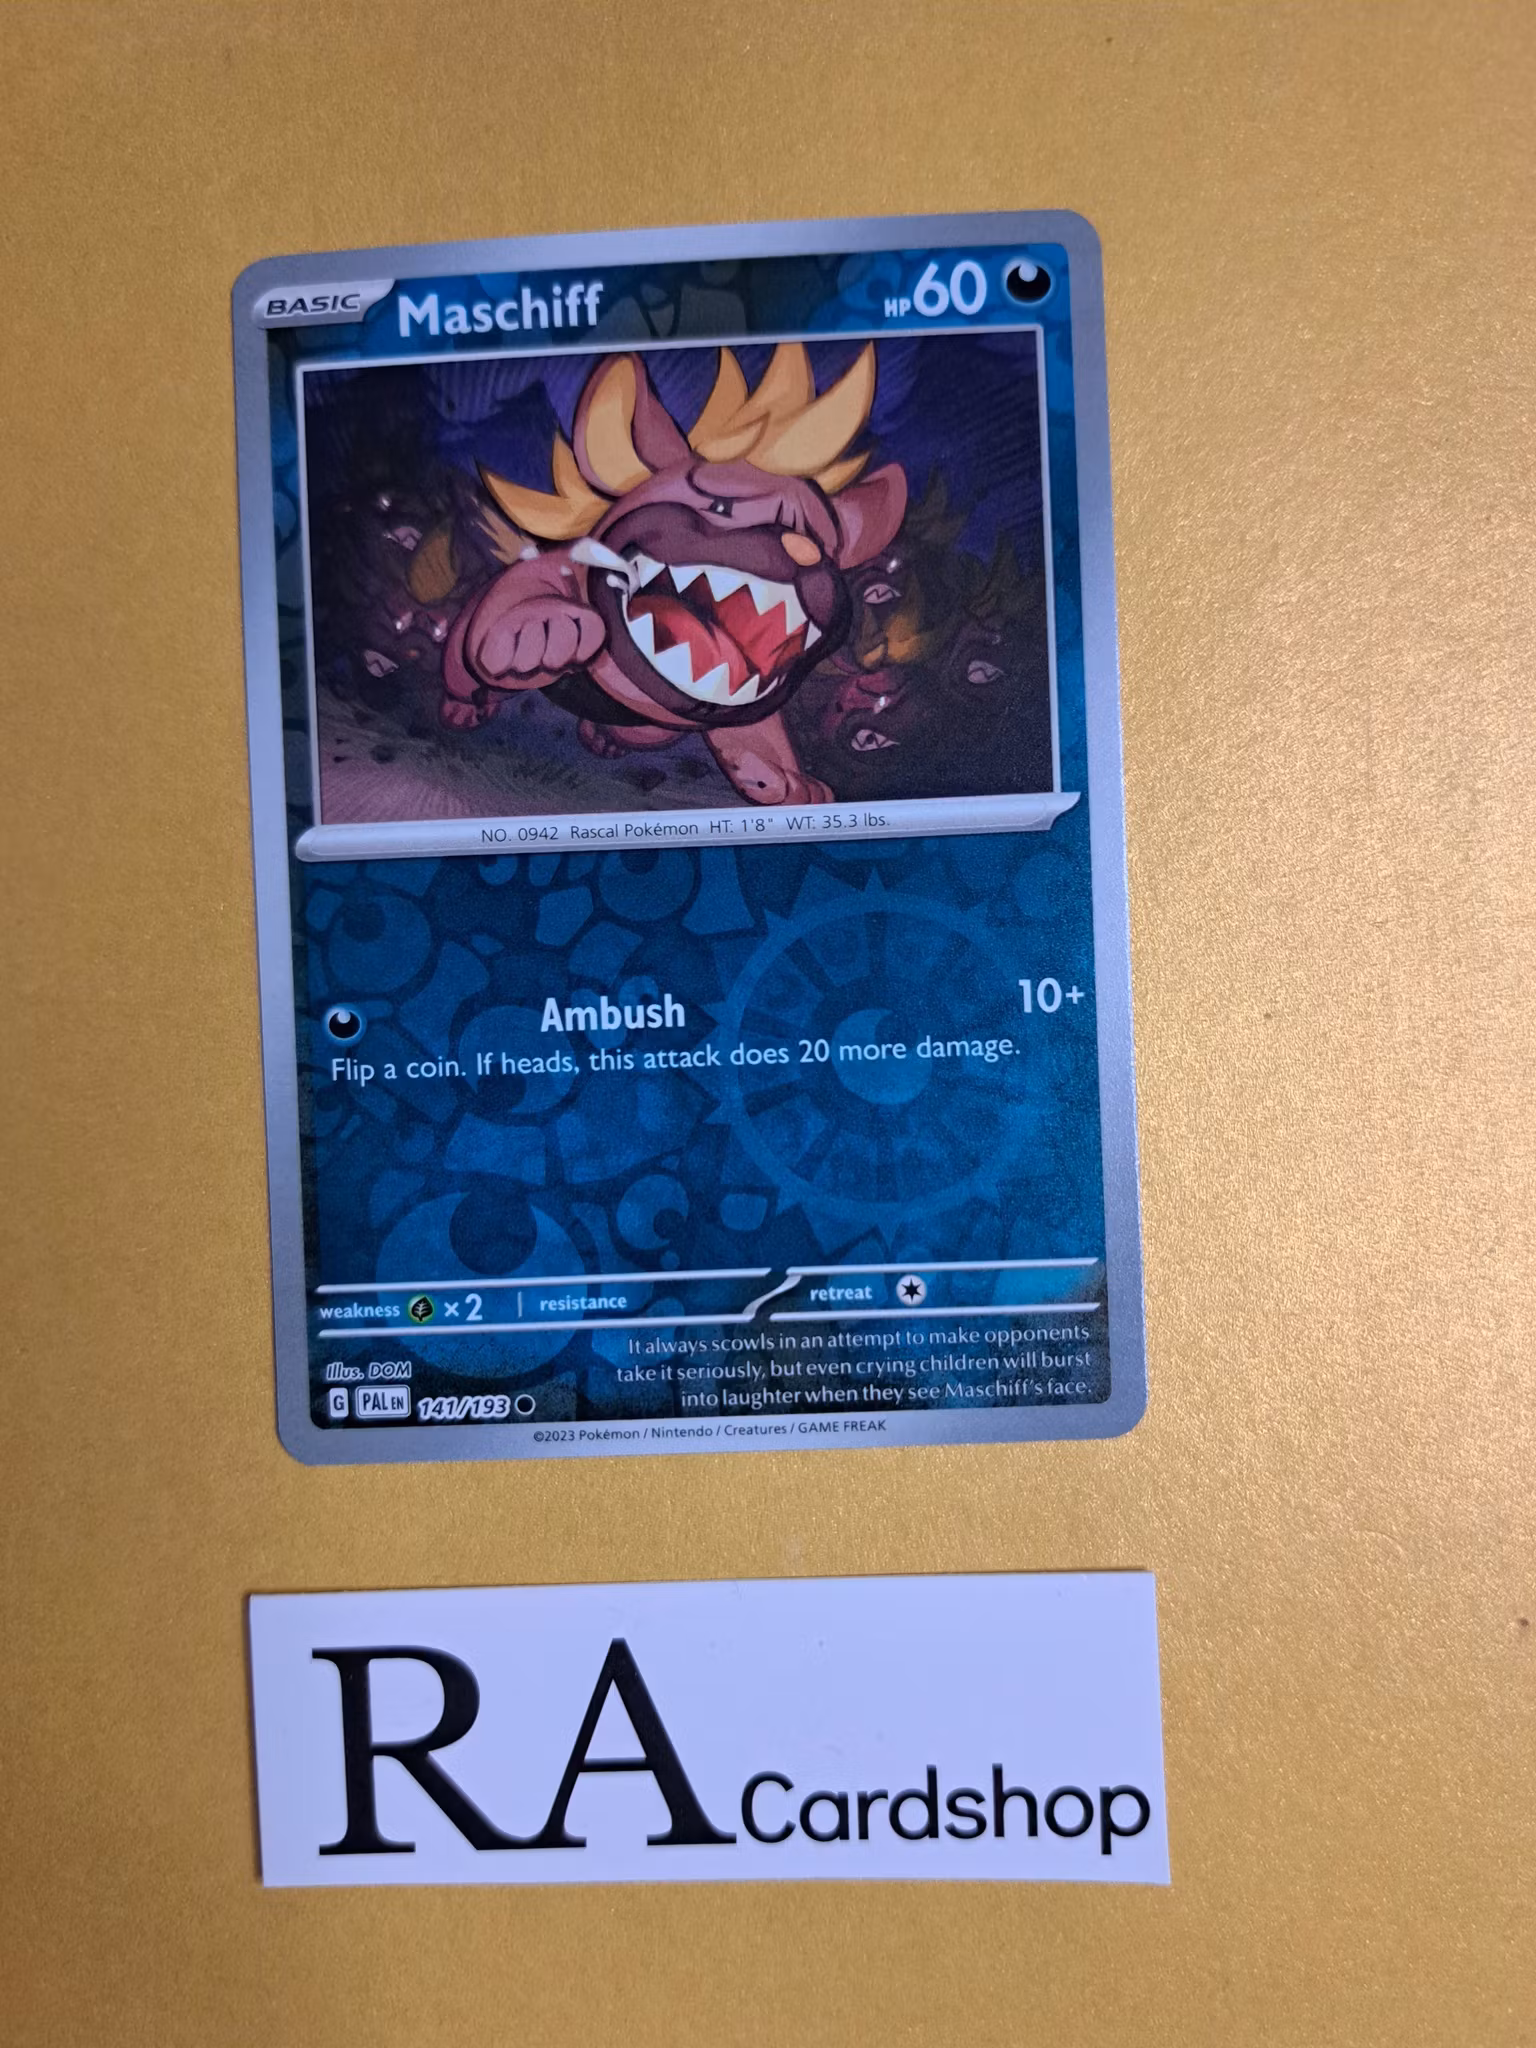 BASIC Maschiff HP 60
NO. 0942 Rascal Pokémon HT: 1'8" WT: 35.3 lbs.
Ambush 10+
Flip a coin. If heads, this attack does 20 more damage.
weakness ×2 resistance retreat
It always scowls in an attempt to make opponents
take it seriously, but even crying children will burst
into laughter when they see Maschiff's face.
Illus. DOM
G PAL EN 141/193
©2023 Pokémon / Nintendo / Creatures / GAME FREAK
RA Cardshop